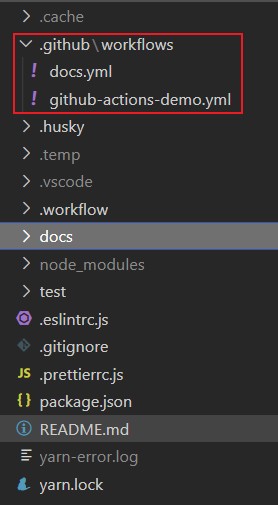 .cache
.github\workflows
docs.yml
github-actions-demo.yml
.husky
.temp
.vscode
.workflow
docs
node_modules
test
.eslintrc.js
.gitignore
.prettierrc.js
package.json
README.md
yarn-error.log
yarn.lock